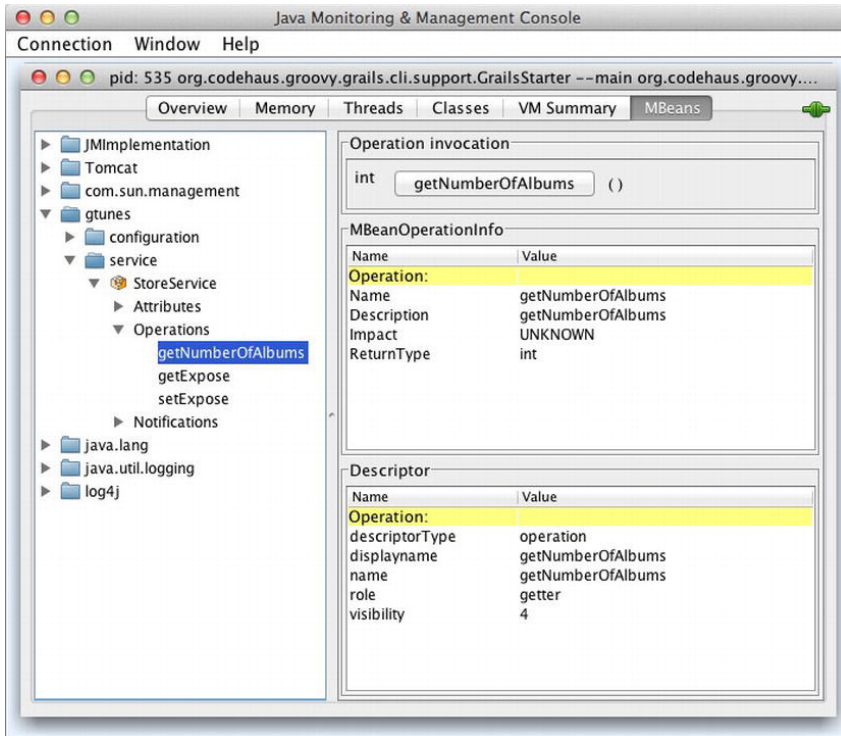 Java Monitoring & Management Console
Connection Window Help
pid: 535 org.codehaus.groovy.grails.cli.support.GrailsStarter --main org.codehaus.groovy....
Overview Memory Threads Classes VM Summary MBeans
JMImplementation
Tomcat
com.sun.management
gtunes
configuration
service
StoreService
Attributes
Operations
getNumberOfAlbums
getExpose
setExpose
Notifications
java.lang
java.util.logging
log4j
Operation invocation
int getNumberOfAlbums ()
MBeanOperationInfo
Name Value
Operation:
Name getNumberOfAlbums
Description getNumberOfAlbums
Impact UNKNOWN
ReturnType int
Descriptor
Name Value
Operation:
descriptorType operation
displayname getNumberOfAlbums
name getNumberOfAlbums
role getter
visibility 4